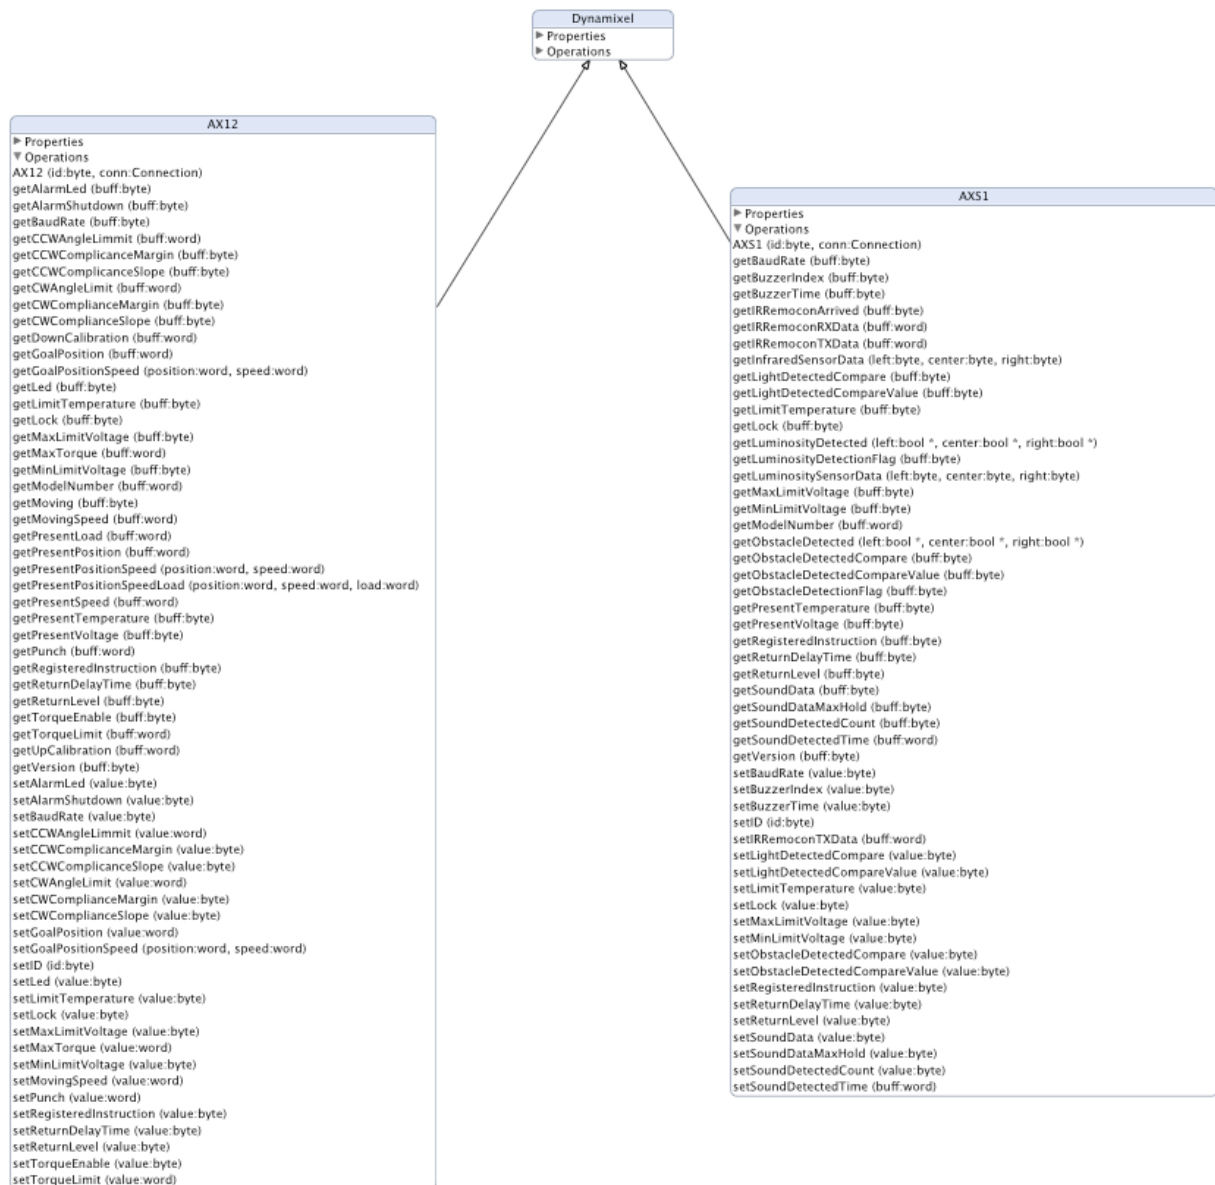 Dynamixel
Properties
Operations
AX12
Properties
Operations
AX12 (id:byte, conn:Connection)
getAlarmLed (buff:byte)
getAlarmShutdown (buff:byte)
getBaudRate (buff:byte)
getCCWAngleLimmit (buff:word)
getCCWComplicanceMargin (buff:byte)
getCCWComplicanceSlope (buff:byte)
getCWAngleLimit (buff:word)
getCWComplianceMargin (buff:byte)
getCWComplianceSlope (buff:byte)
getDownCalibration (buff:word)
getGoalPosition (buff:word)
getGoalPositionSpeed (position:word, speed:word)
getLed (buff:byte)
getLimitTemperature (buff:byte)
getLock (buff:byte)
getMaxLimitVoltage (buff:byte)
getMaxTorque (buff:word)
getMinLimitVoltage (buff:byte)
getModelNumber (buff:word)
getMoving (buff:byte)
getMovingSpeed (buff:word)
getPresentLoad (buff:word)
getPresentPosition (buff:word)
getPresentPositionSpeed (position:word, speed:word)
getPresentPositionSpeedLoad (position:word, speed:word, load:word)
getPresentSpeed (buff:word)
getPresentTemperature (buff:byte)
getPresentVoltage (buff:byte)
getPunch (buff:word)
getRegisteredInstruction (buff:byte)
getReturnDelayTime (buff:byte)
getReturnLevel (buff:byte)
getTorqueEnable (buff:byte)
getTorqueLimit (buff:word)
getUpCalibration (buff:word)
getVersion (buff:byte)
setAlarmLed (value:byte)
setAlarmShutdown (value:byte)
setBaudRate (value:byte)
setCCWAngleLimmit (value:word)
setCCWComplicanceMargin (value:byte)
setCCWComplicanceSlope (value:byte)
setCWAngleLimit (value:word)
setCWComplianceMargin (value:byte)
setCWComplianceSlope (value:byte)
setGoalPosition (value:word)
setGoalPositionSpeed (position:word, speed:word)
setID (id:byte)
setLed (value:byte)
setLimitTemperature (value:byte)
setLock (value:byte)
setMaxLimitVoltage (value:byte)
setMaxTorque (value:word)
setMinLimitVoltage (value:byte)
setMovingSpeed (value:word)
setPunch (value:word)
setRegisteredInstruction (value:byte)
setReturnDelayTime (value:byte)
setReturnLevel (value:byte)
setTorqueEnable (value:byte)
setTorqueLimit (value:word)
AXS1
Properties
Operations
AXS1 (id:byte, conn:Connection)
getBaudRate (buff:byte)
getBuzzerIndex (buff:byte)
getBuzzerTime (buff:byte)
getIRRemoconArrived (buff:byte)
getIRRemoconRXData (buff:word)
getIRRemoconTXData (buff:word)
getInfraredSensorData (left:byte, center:byte, right:byte)
getLightDetectedCompare (buff:byte)
getLightDetectedCompareValue (buff:byte)
getLimitTemperature (buff:byte)
getLock (buff:byte)
getLuminosityDetected (left:bool *, center:bool *, right:bool *)
getLuminosityDetectionFlag (buff:byte)
getLuminositySensorData (left:byte, center:byte, right:byte)
getMaxLimitVoltage (buff:byte)
getMinLimitVoltage (buff:byte)
getModelNumber (buff:word)
getObstacleDetected (left:bool *, center:bool *, right:bool *)
getObstacleDetectedCompare (buff:byte)
getObstacleDetectedCompareValue (buff:byte)
getObstacleDetectionFlag (buff:byte)
getPresentTemperature (buff:byte)
getPresentVoltage (buff:byte)
getRegisteredInstruction (buff:byte)
getReturnDelayTime (buff:byte)
getReturnLevel (buff:byte)
getSoundData (buff:byte)
getSoundDataMaxHold (buff:byte)
getSoundDetectedCount (buff:byte)
getSoundDetectedTime (buff:word)
getVersion (buff:byte)
setBaudRate (value:byte)
setBuzzerIndex (value:byte)
setBuzzerTime (value:byte)
setID (id:byte)
setIRRemoconTXData (buff:word)
setLightDetectedCompare (value:byte)
setLightDetectedCompareValue (value:byte)
setLimitTemperature (value:byte)
setLock (value:byte)
setMaxLimitVoltage (value:byte)
setMinLimitVoltage (value:byte)
setObstacleDetectedCompare (value:byte)
setObstacleDetectedCompareValue (value:byte)
setRegisteredInstruction (value:byte)
setReturnDelayTime (value:byte)
setReturnLevel (value:byte)
setSoundData (value:byte)
setSoundDataMaxHold (value:byte)
setSoundDetectedCount (value:byte)
setSoundDetectedTime (buff:word)